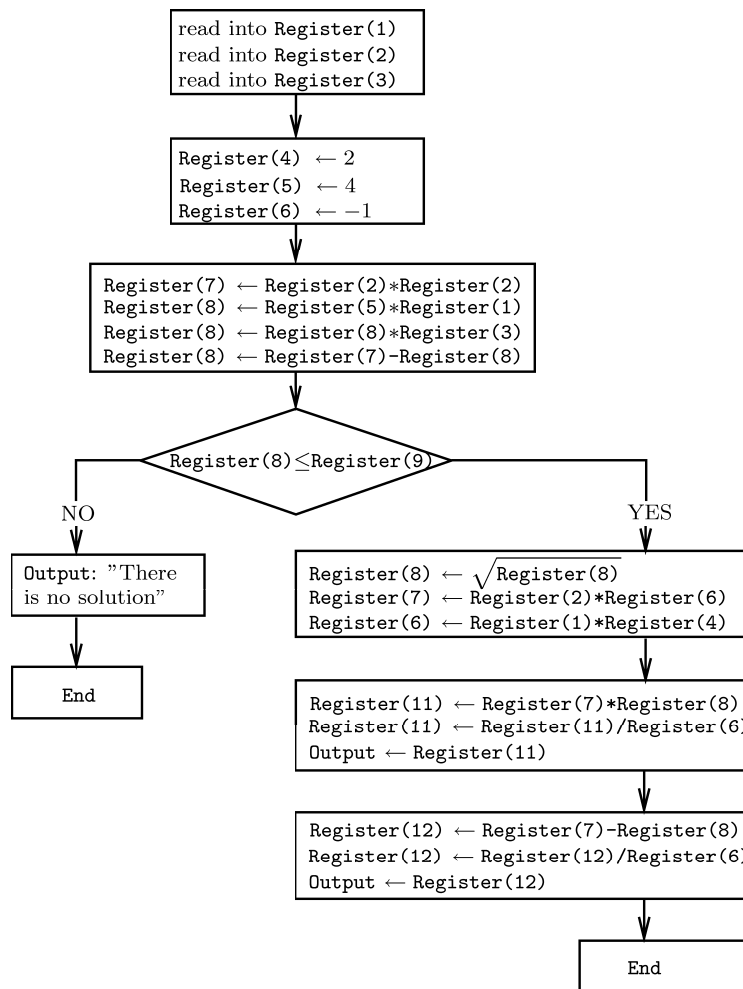 read into Register(1)
read into Register(2)
read into Register(3)
Register(4) ← 2
Register(5) ← 4
Register(6) ← −1
Register(7) ← Register(2)*Register(2)
Register(8) ← Register(5)*Register(1)
Register(8) ← Register(8)*Register(3)
Register(8) ← Register(7)-Register(8)
Register(8)≤Register(9)
NO
YES
Output: ”There
is no solution”
End
Register(8) ← √Register(8)
Register(7) ← Register(2)*Register(6)
Register(6) ← Register(1)*Register(4)
Register(11) ← Register(7)*Register(8)
Register(11) ← Register(11)/Register(6)
Output ← Register(11)
Register(12) ← Register(7)-Register(8)
Register(12) ← Register(12)/Register(6)
Output ← Register(12)
End